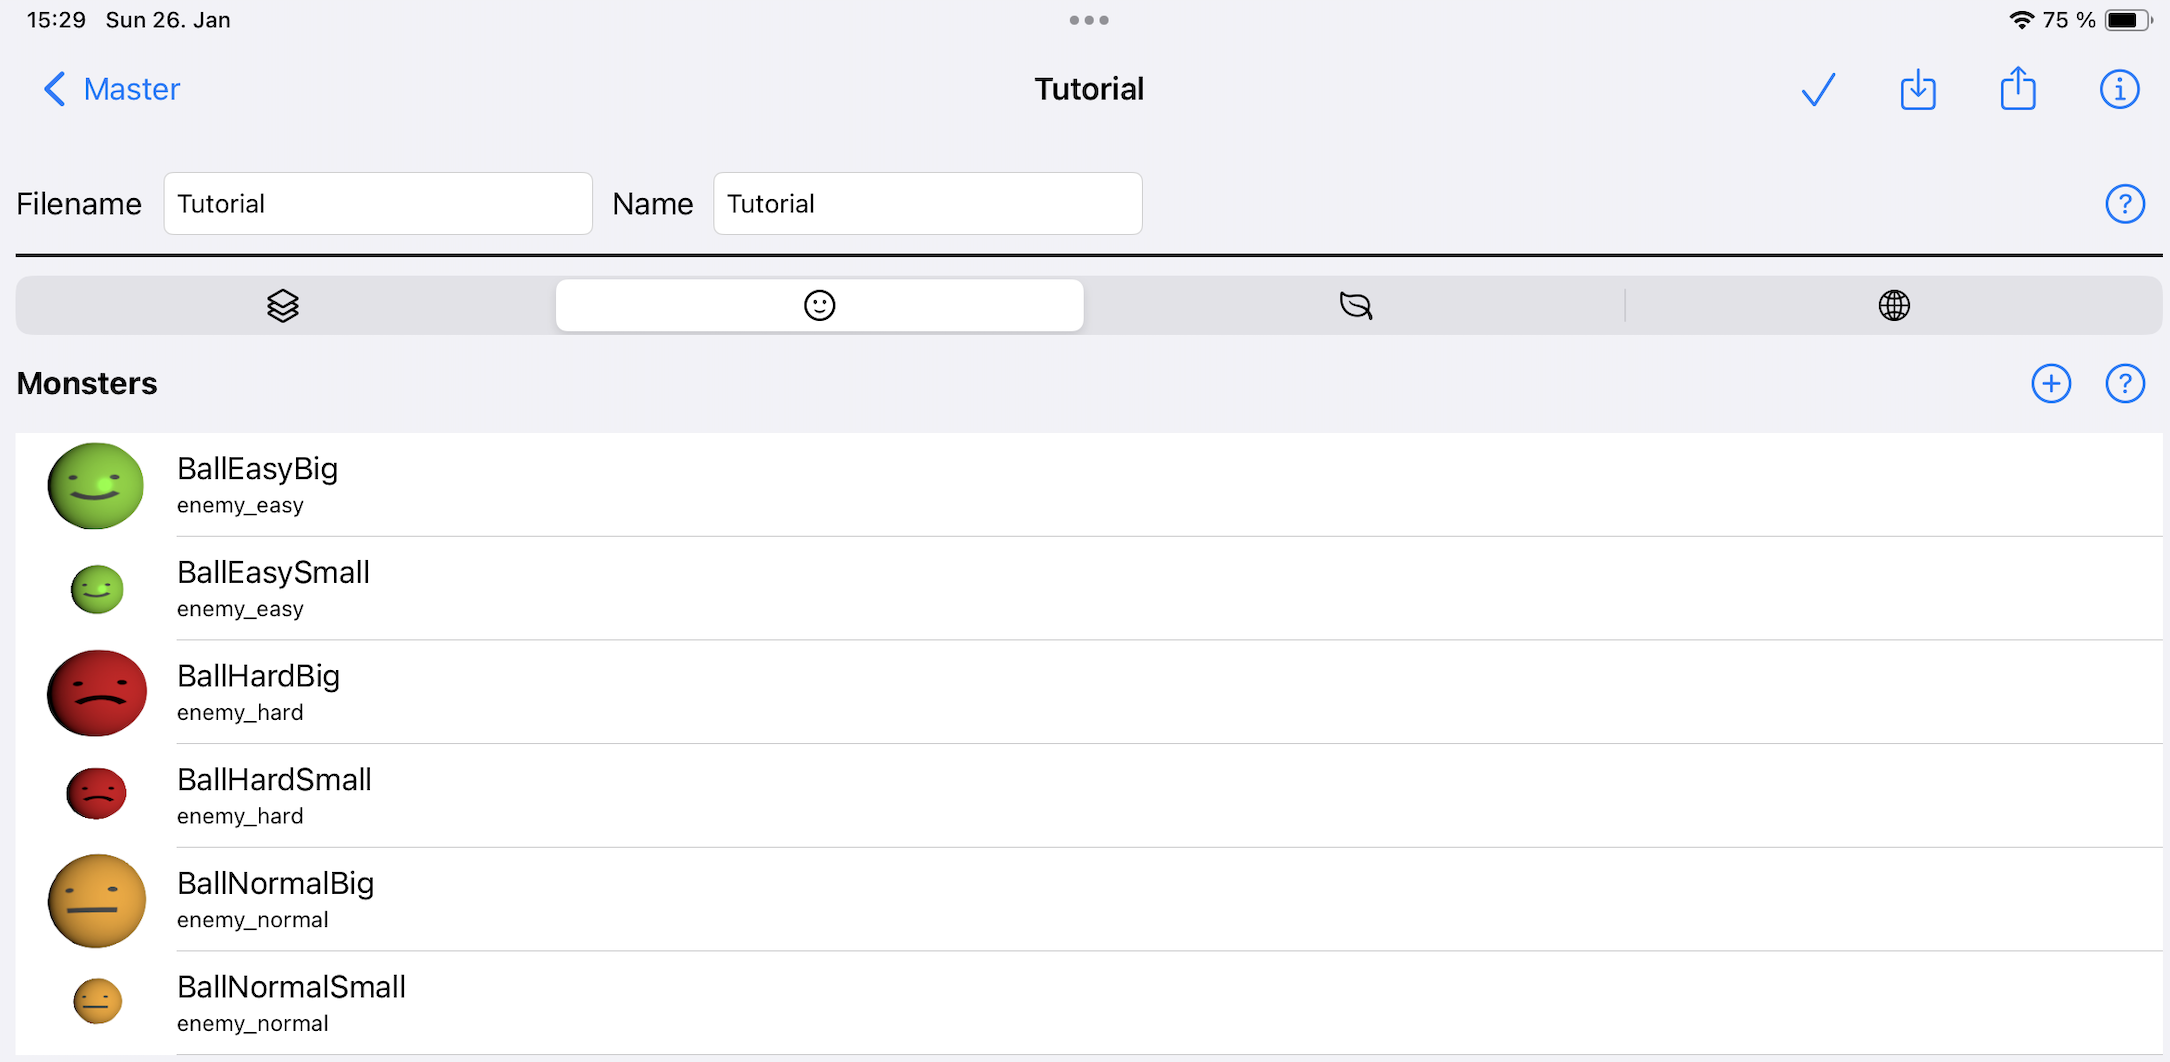 15:29 Sun 26. Jan
75 %
Master
Tutorial
Filename Tutorial Name Tutorial
Monsters
BallEasyBig
enemy_easy
BallEasySmall
enemy_easy
BallHardBig
enemy_hard
BallHardSmall
enemy_hard
BallNormalBig
enemy_normal
BallNormalSmall
enemy_normal